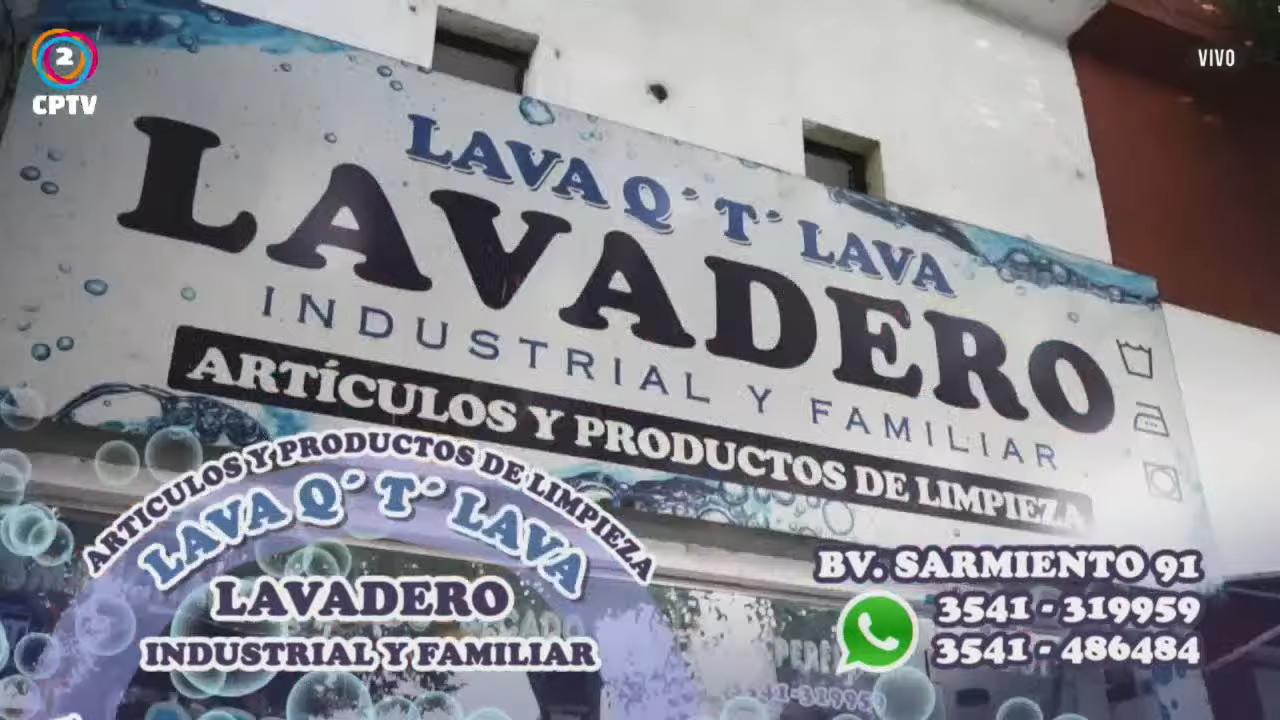 2
CPTV
VIVO
LAVA Q´ T´ LAVA
LAVADERO
INDUSTRIAL Y FAMILIAR
ARTÍCULOS Y PRODUCTOS DE LIMPIEZA
ARTICULOS Y PRODUCTOS DE LIMPIEZA
LAVA Q´ T´ LAVA
LAVADERO
INDUSTRIAL Y FAMILIAR
BV. SARMIENTO 91
3541 - 319959
3541 - 486484